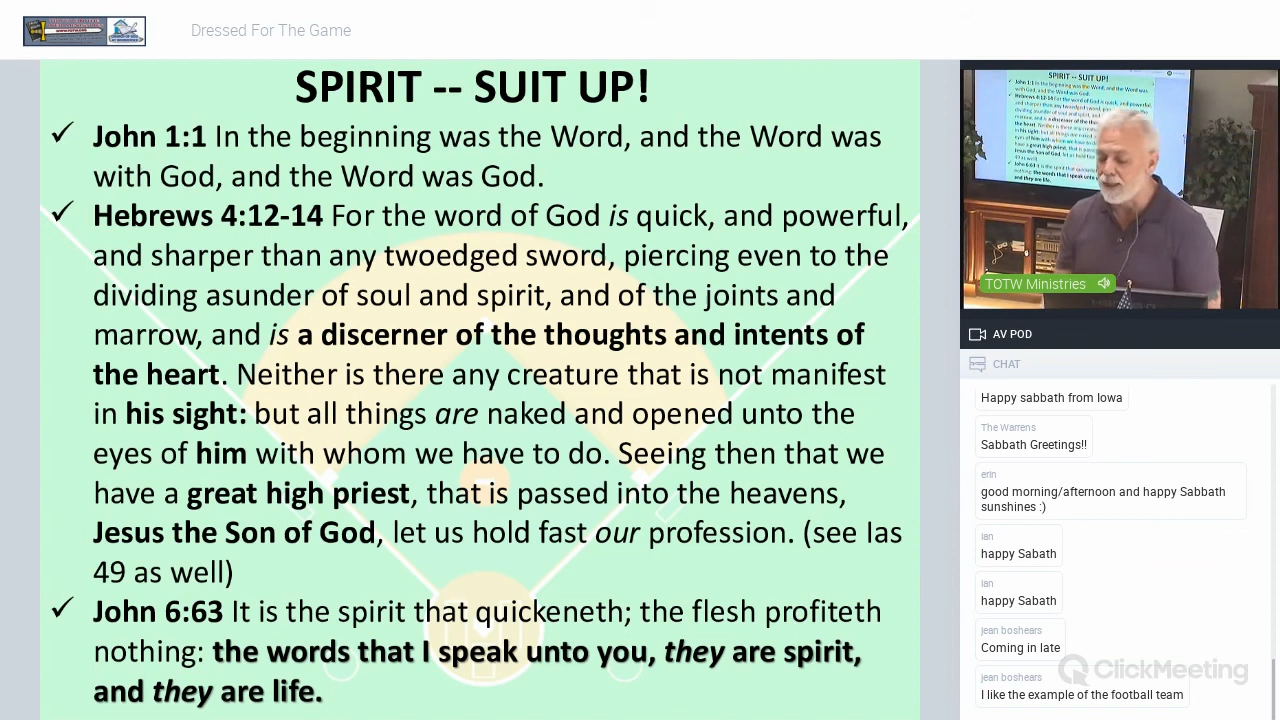 Dressed For The Game
SPIRIT -- SUIT UP!
✓ John 1:1 In the beginning was the Word, and the Word was
with God, and the Word was God.
✓ Hebrews 4:12-14 For the word of God is quick, and powerful,
and sharper than any twoedged sword, piercing even to the
dividing asunder of soul and spirit, and of the joints and
marrow, and is a discerner of the thoughts and intents of
the heart. Neither is there any creature that is not manifest
in his sight: but all things are naked and opened unto the
eyes of him with whom we have to do. Seeing then that we
have a great high priest, that is passed into the heavens,
Jesus the Son of God, let us hold fast our profession. (see Ias
49 as well)
✓ John 6:63 It is the spirit that quickeneth; the flesh profiteth
nothing: the words that I speak unto you, they are spirit,
and they are life.
SPIRIT -- SUIT UP!
TOTW Ministries
AV POD
CHAT
Happy sabbath from Iowa
The Warrens
Sabbath Greetings!!
erin
good morning/afternoon and happy Sabbath
sunshines :)
ian
happy Sabath
ian
happy Sabath
jean boshears
Coming in late
jean boshears
I like the example of the football team
ClickMeeting